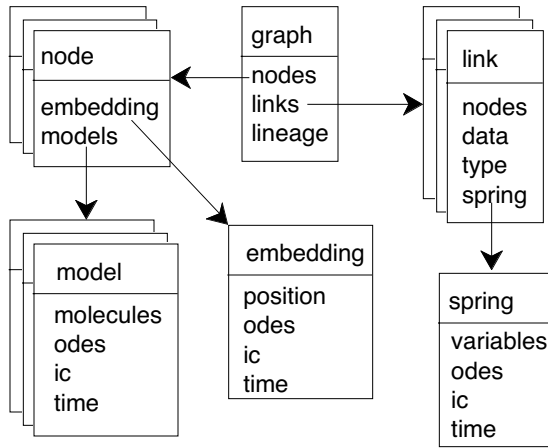 node
embedding
models
graph
nodes
links
lineage
link
nodes
data
type
spring
model
molecules
odes
ic
time
embedding
position
odes
ic
time
spring
variables
odes
ic
time